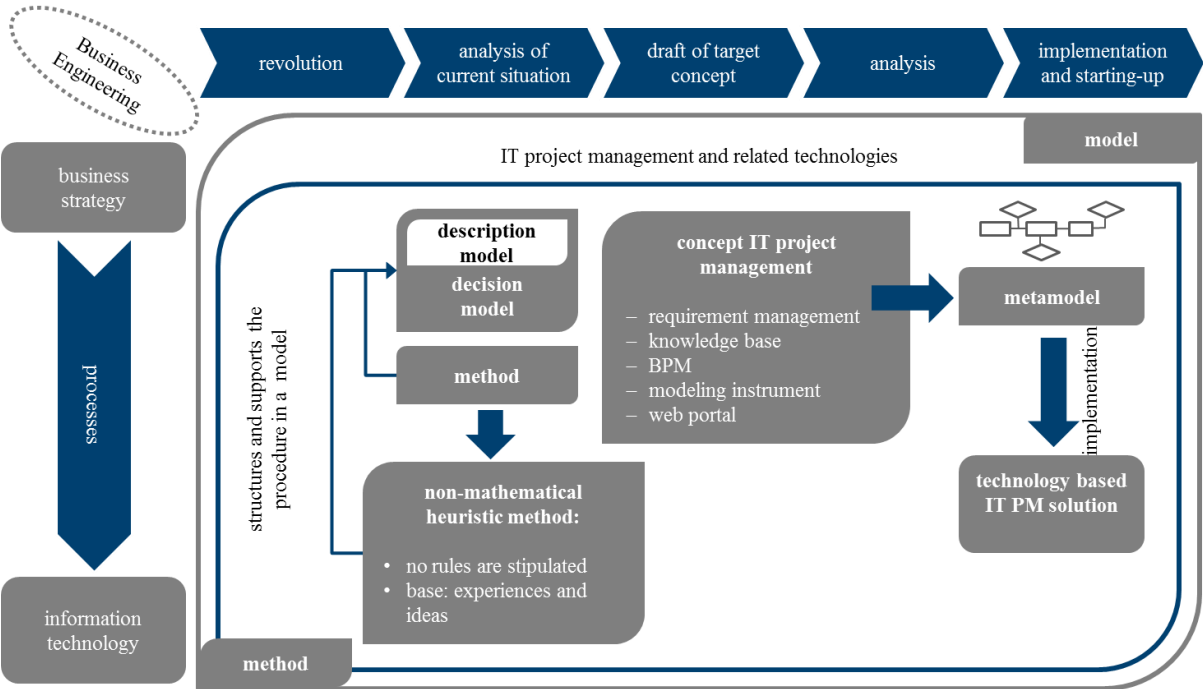 Business
Engineering
revolution
analysis of
current situation
draft of target
concept
analysis
implementation
and starting-up
business
strategy
processes
information
technology
model
IT project management and related technologies
structures and supports the
procedure in a model
description
model
decision
model
method
non-mathematical
heuristic method:
• no rules are stipulated
• base: experiences and
ideas
concept IT project
management
– requirement management
– knowledge base
– BPM
– modeling instrument
– web portal
metamodel
implementation
technology based
IT PM solution
method